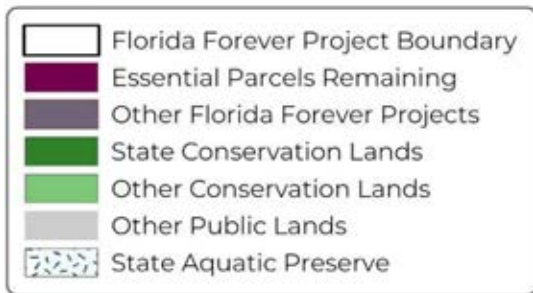 Florida Forever Project Boundary
Essential Parcels Remaining
Other Florida Forever Projects
State Conservation Lands
Other Conservation Lands
Other Public Lands
State Aquatic Preserve